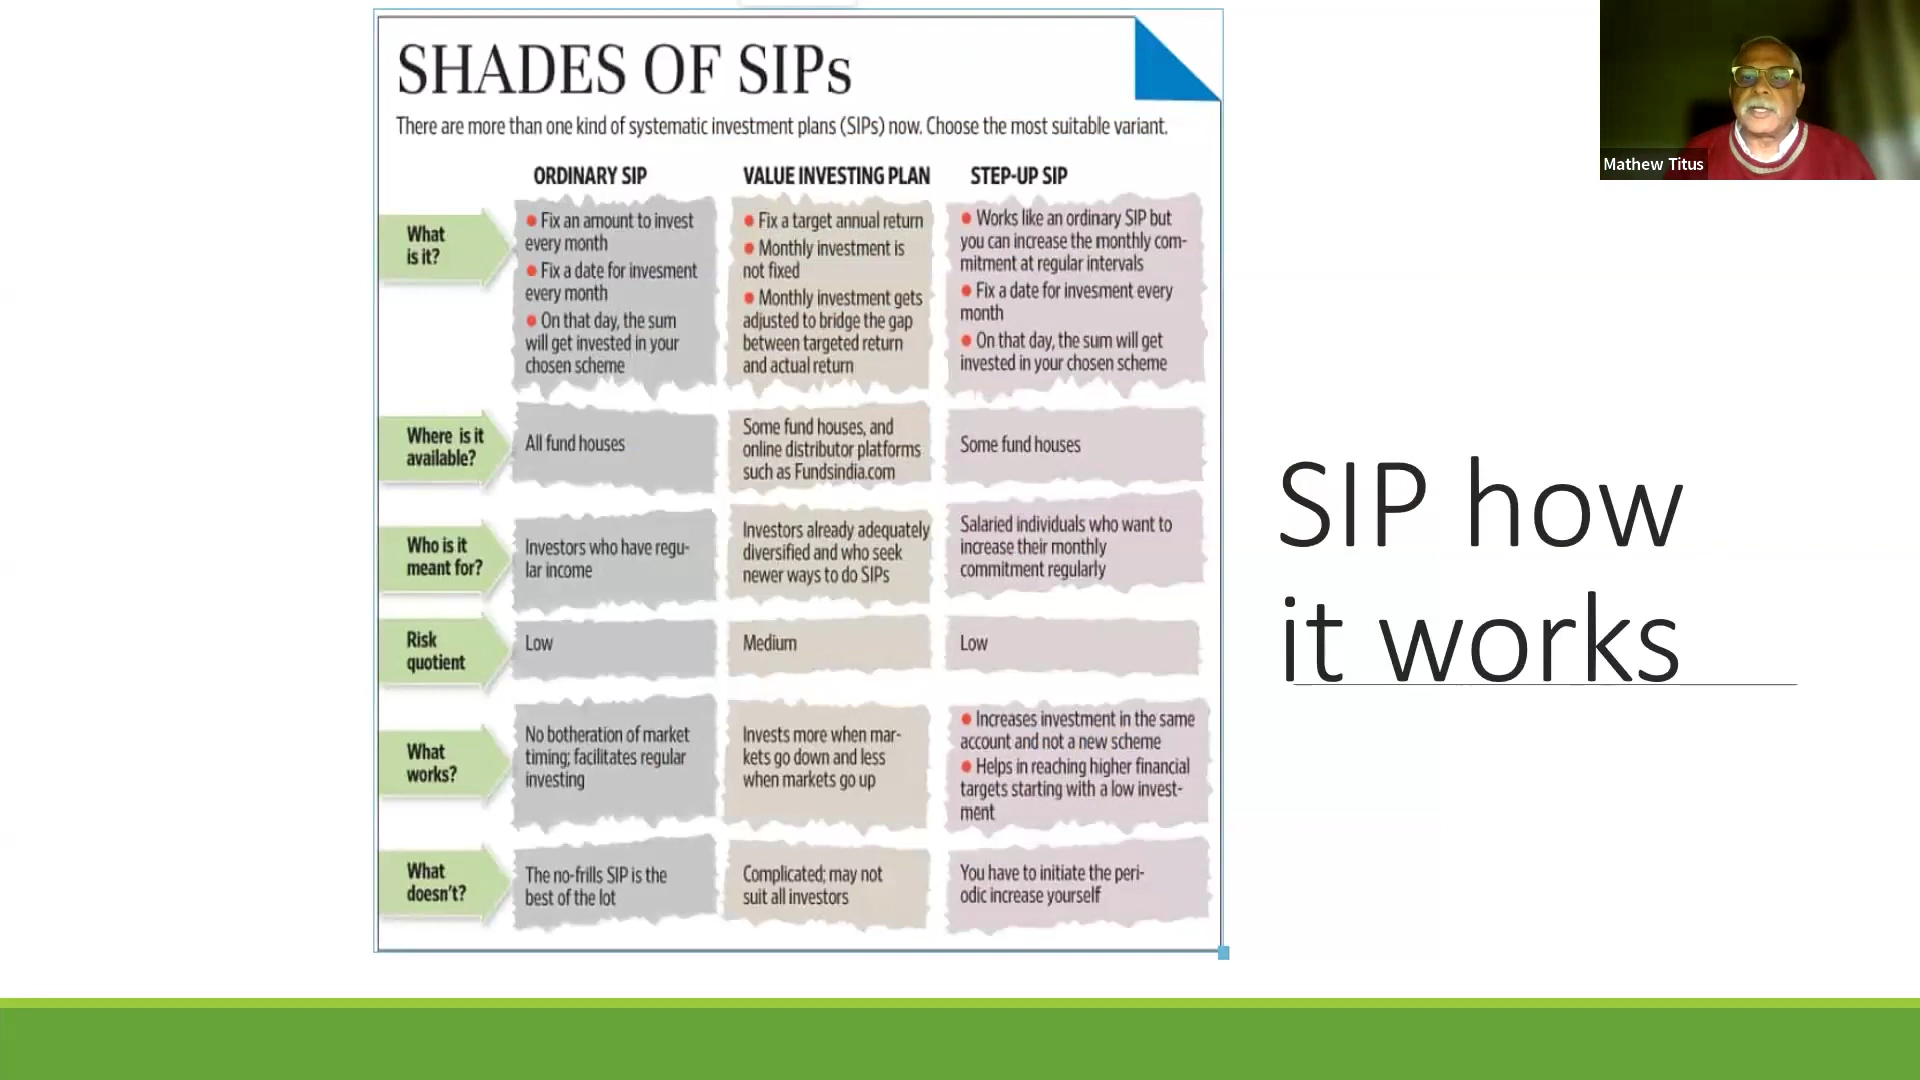 SHADES OF SIPs
There are more than one kind of systematic investment plans (SIPs) now. Choose the most suitable variant.
ORDINARY SIP
VALUE INVESTING PLAN
STEP-UP SIP
What
is it?
● Fix an amount to invest
every month
● Fix a date for invesment
every month
● On that day, the sum
will get invested in your
chosen scheme
● Fix a target annual return
● Monthly investment is
not fixed
● Monthly investment gets
adjusted to bridge the gap
between targeted return
and actual return
● Works like an ordinary SIP but
you can increase the monthly com-
mitment at regular intervals
● Fix a date for invesment every
month
● On that day, the sum will get
invested in your chosen scheme
Where is it
available?
All fund houses
Some fund houses, and
online distributor platforms
such as Fundsindia.com
Some fund houses
Who is it
meant for?
Investors who have regu-
lar income
Investors already adequately
diversified and who seek
newer ways to do SIPs
Salaried individuals who want to
increase their monthly
commitment regularly
Risk
quotient
Low
Medium
Low
What
works?
No botheration of market
timing; facilitates regular
investing
Invests more when mar-
kets go down and less
when markets go up
● Increases investment in the same
account and not a new scheme
● Helps in reaching higher financial
targets starting with a low invest-
ment
What
doesn't?
The no-frills SIP is the
best of the lot
Complicated; may not
suit all investors
You have to initiate the peri-
odic increase yourself
SIP how
it works
Mathew Titus